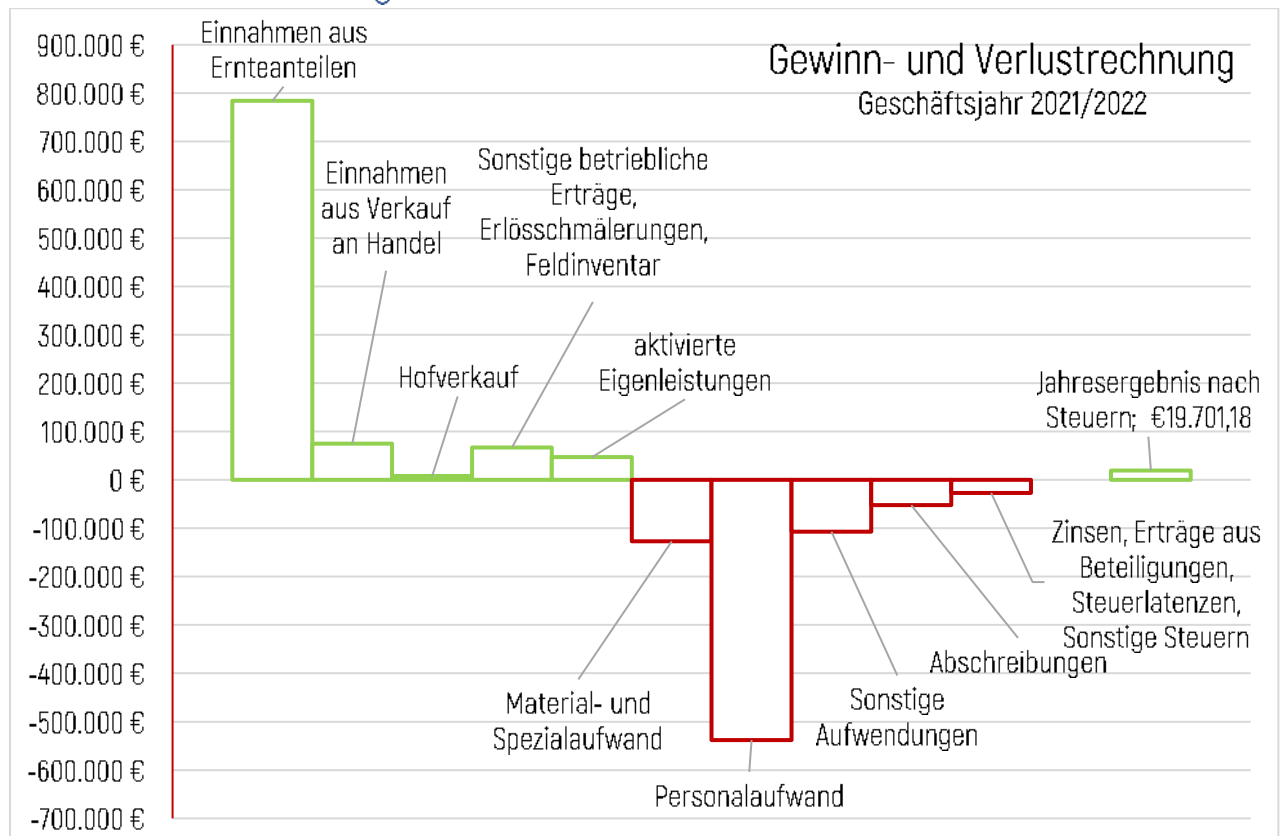 Gewinn- und Verlustrechnung
Geschäftsjahr 2021/2022
900.000 €
800.000 €
700.000 €
600.000 €
500.000 €
400.000 €
300.000 €
200.000 €
100.000 €
0 €
-100.000 €
-200.000 €
-300.000 €
-400.000 €
-500.000 €
-600.000 €
-700.000 €
Einnahmen aus
Ernteanteilen
Einnahmen
aus Verkauf
an Handel
Hofverkauf
Sonstige betriebliche
Erträge,
Erlösschmälerungen,
Feldinventar
aktivierte
Eigenleistungen
Material- und
Spezialaufwand
Personalaufwand
Sonstige
Aufwendungen
Abschreibungen
Zinsen, Erträge aus
Beteiligungen,
Steuerlatenzen,
Sonstige Steuern
Jahresergebnis nach
Steuern; €19.701,18